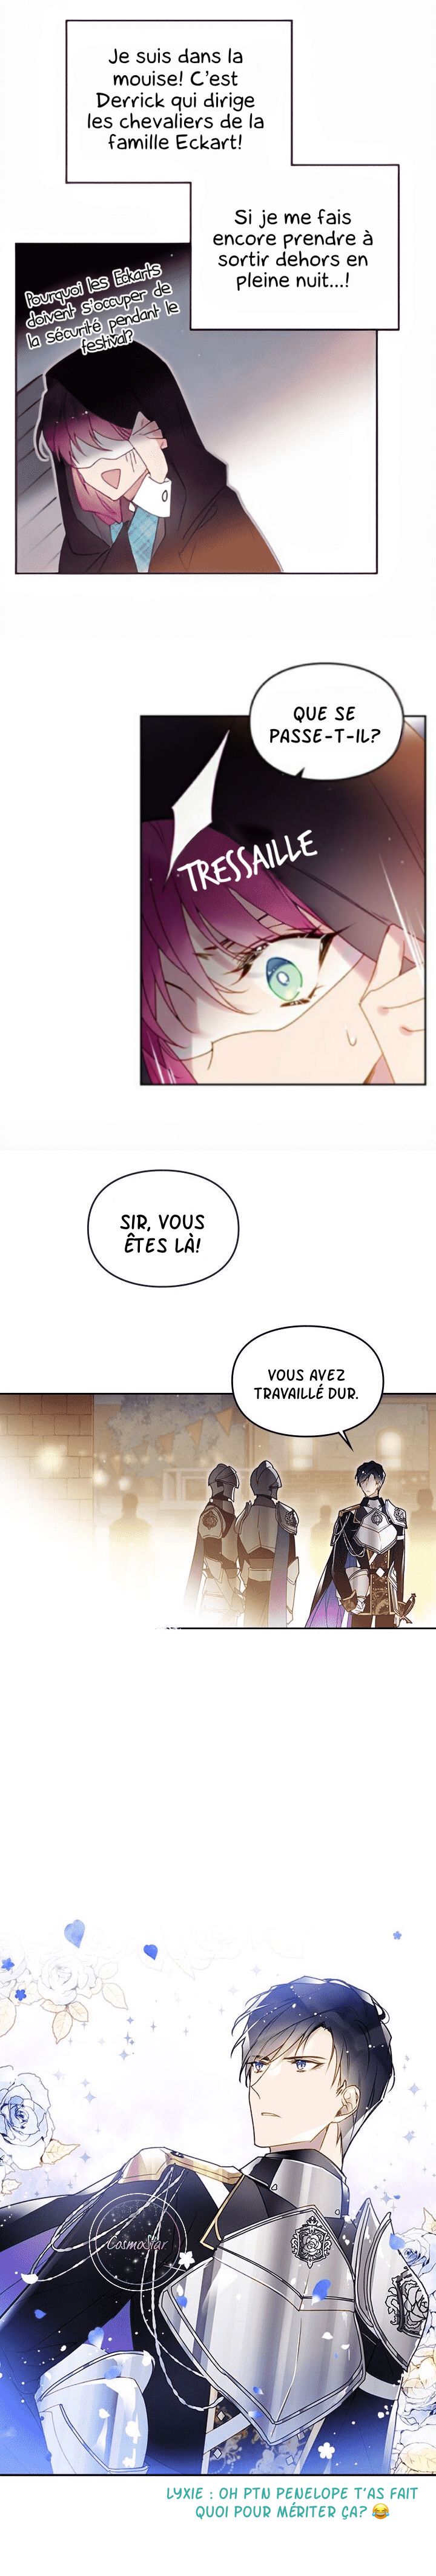 Je suis dans la
mouise! C'est
Derrick qui dirige
les chevaliers de la
famille Eckart!
Si je me fais
encore prendre à
sortir dehors en
pleine nuit...!
Pourquoi les Eckarts
doivent s'occuper de
la sécurité pendant le
festival?
QUE SE
PASSE-T-IL?
TRESSAILLE
SIR, VOUS
ÊTES LÀ!
VOUS AVEZ
TRAVAILLÉ DUR.
CosmoStar
LYXIE : OH PTN PENELOPE T'AS FAIT
QUOI POUR MÉRITER ÇA? 😂